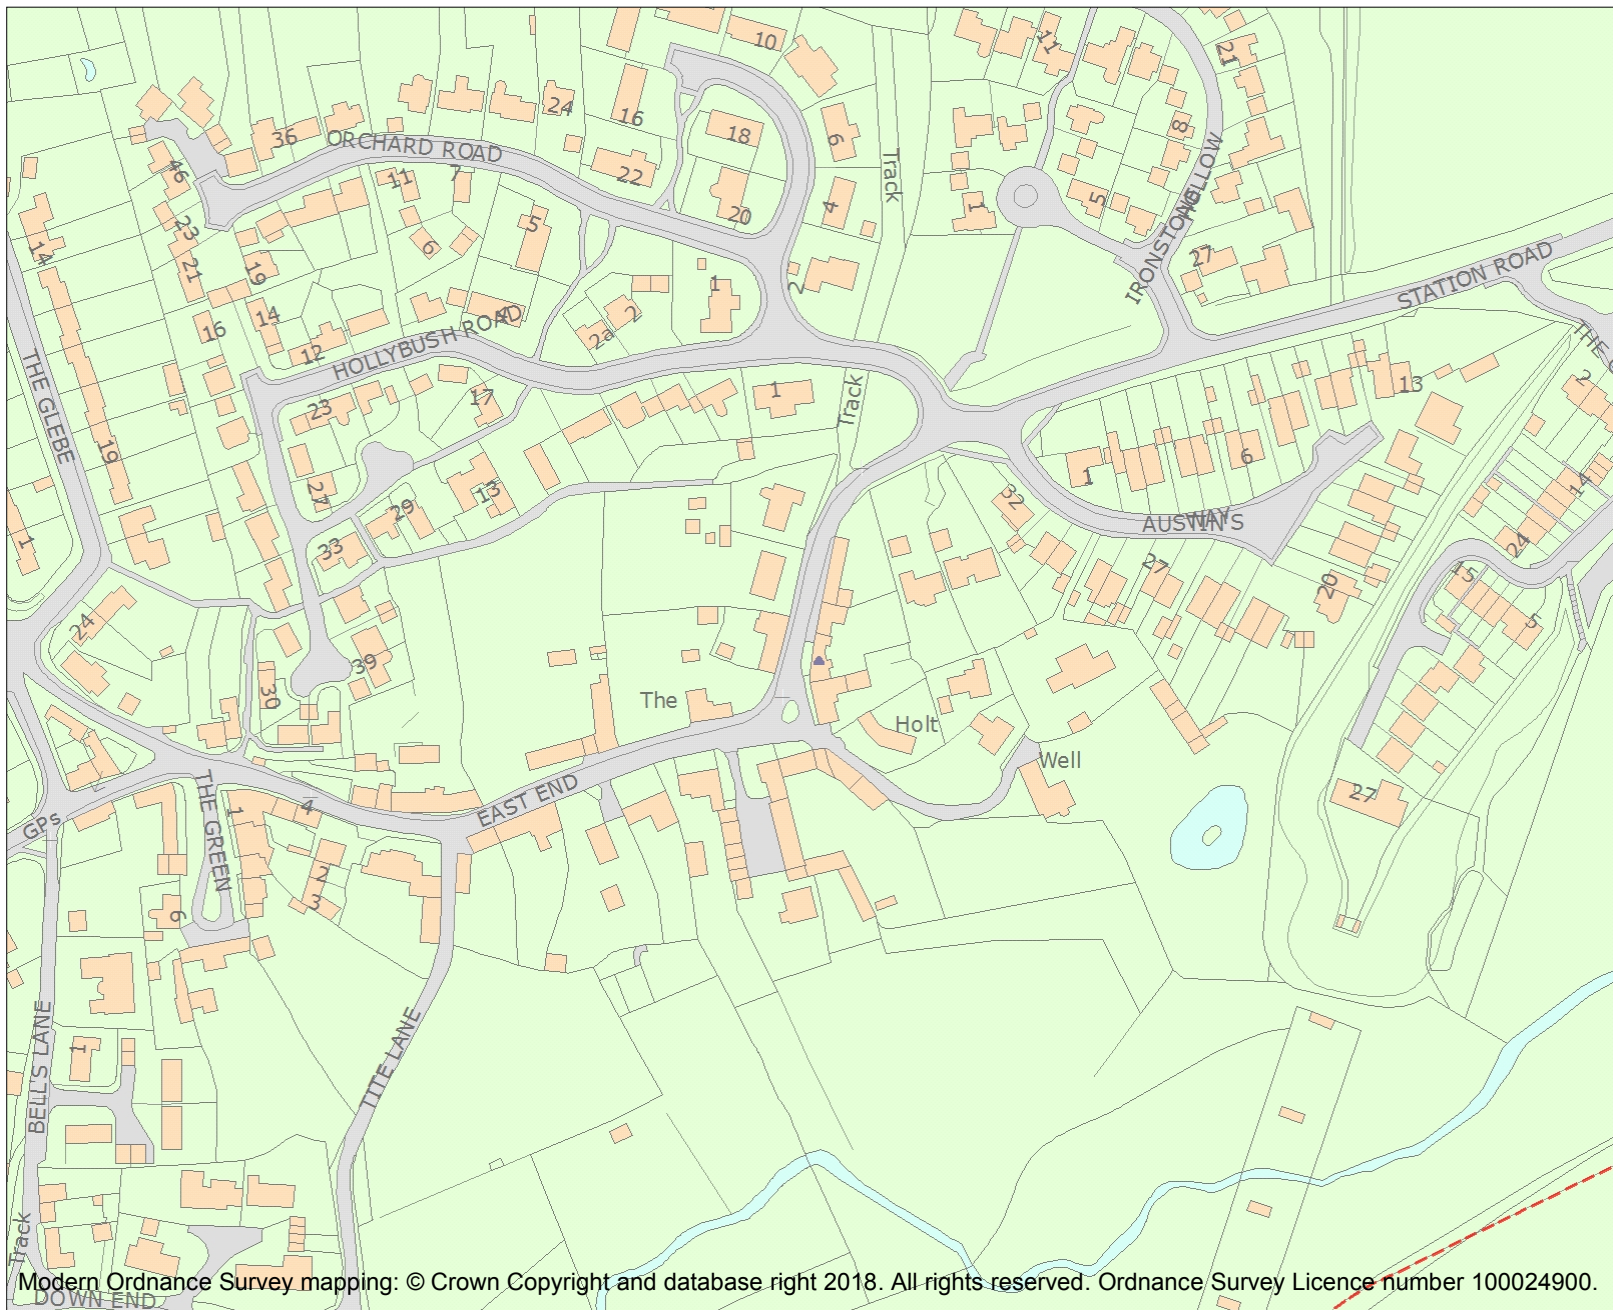 10
11
21
24
16
18
6
8
36
ORCHARD ROAD
Track
46
11
7
22
20
4
5
1
IRONSTONE
HOLLOW
14
23
21
19
6
5
2
1
27
STATION ROAD
16
14
12
4
HOLLYBUSH ROAD
2a
2
THE GLEBE
19
23
17
1
Track
13
2
1
6
27
29
13
32
AUSTIN'S
WAY
14
24
1
33
27
20
15
5
24
39
30
The
Holt
Well
EAST END
27
GPs
THE GREEN
1
4
2
3
6
BELL'S LANE
1
TITE LANE
Track
DOWN END
Modern Ordnance Survey mapping: © Crown Copyright and database right 2018. All rights reserved. Ordnance Survey Licence number 100024900.